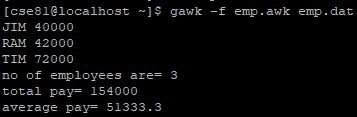 [cse81@localhost ~]$ gawk -f emp.awk emp.dat
JIM 40000
RAM 42000
TIM 72000
no of employees are= 3
total pay= 154000
average pay= 51333.3